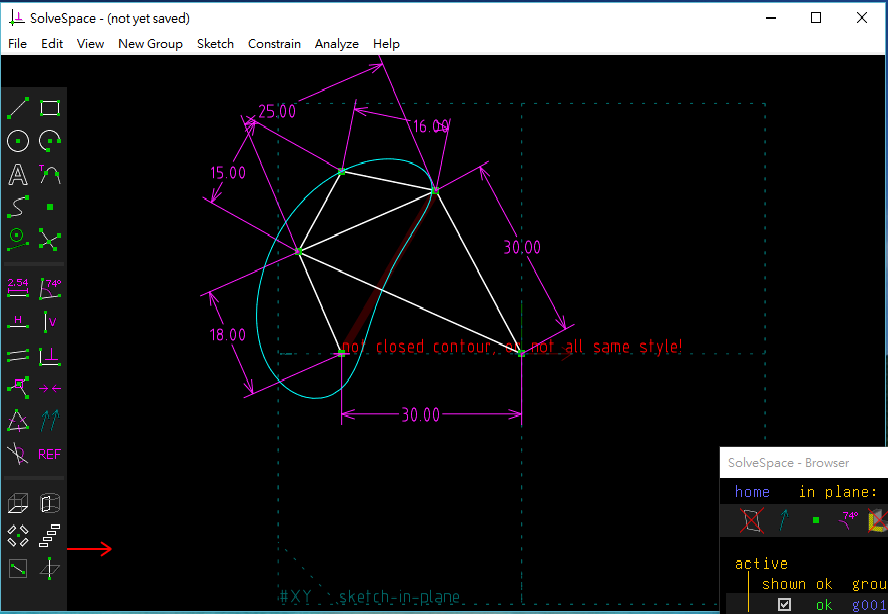 SolveSpace - (not yet saved)
File Edit View New Group Sketch Constrain Analyze Help
25.00
16.00
15.00
30.00
18.00
not closed contour, or not all same style!
30.00
2.54
74°
H
V
REF
#XY sketch-in-plane
SolveSpace - Browser
home in plane:
74°
active
shown ok grou
ok g001